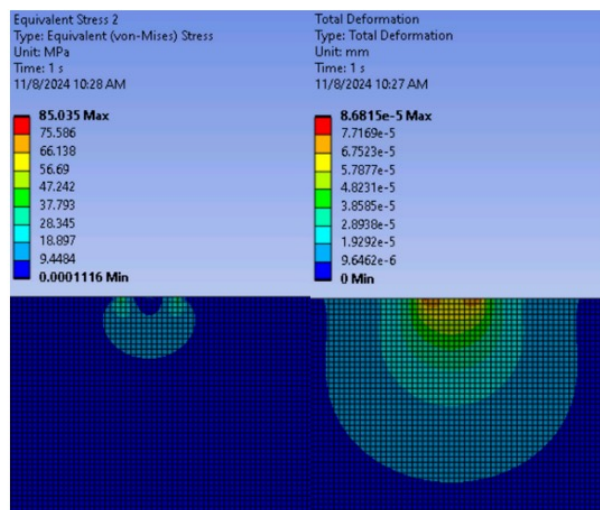 Equivalent Stress 2
Type: Equivalent (von-Mises) Stress
Unit: MPa
Time: 1 s
11/8/2024 10:28 AM
85.035 Max
75.586
66.138
56.69
47.242
37.793
28.345
18.897
9.4484
0.0001116 Min
Total Deformation
Type: Total Deformation
Unit: mm
Time: 1 s
11/8/2024 10:27 AM
8.6815e-5 Max
7.7169e-5
6.7523e-5
5.7877e-5
4.8231e-5
3.8585e-5
2.8938e-5
1.9292e-5
9.6462e-6
0 Min